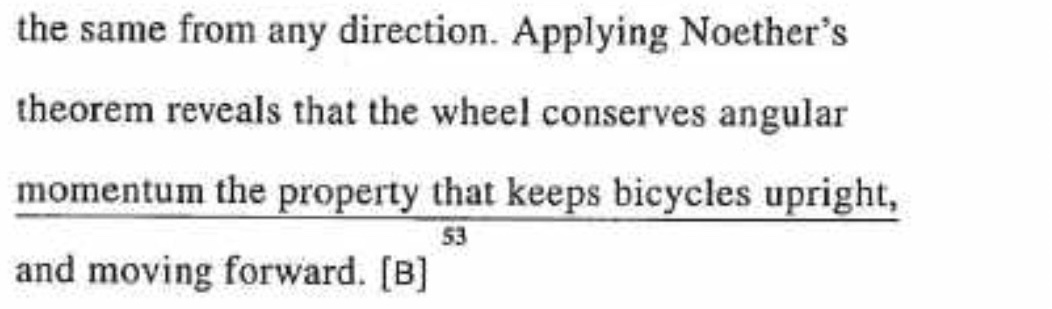 the same from any direction. Applying Noether’s
theorem reveals that the wheel conserves angular
momentum the property that keeps bicycles upright,
53
and moving forward. [B]